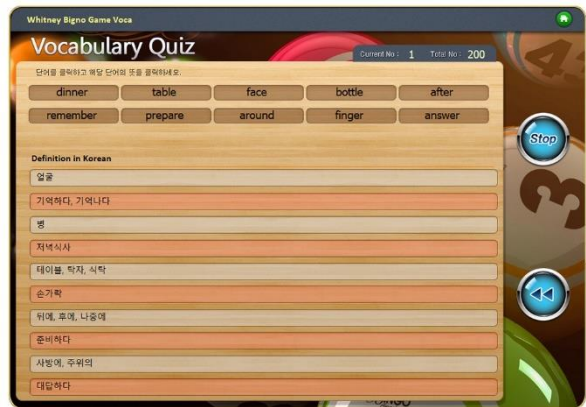 Whitney Bigno Game Voca
Vocabulary Quiz
Current No : 1 Total No : 200
단어를 클릭하고 해당 단어의 뜻을 클릭하세요.
dinner table face bottle after
remember prepare around finger answer
Stop
Definition in Korean
얼굴
기억하다, 기억나다
병
저녁식사
테이블, 탁자, 식탁
손가락
뒤에, 후에, 나중에
준비하다
사방에, 주위의
대답하다
45
3